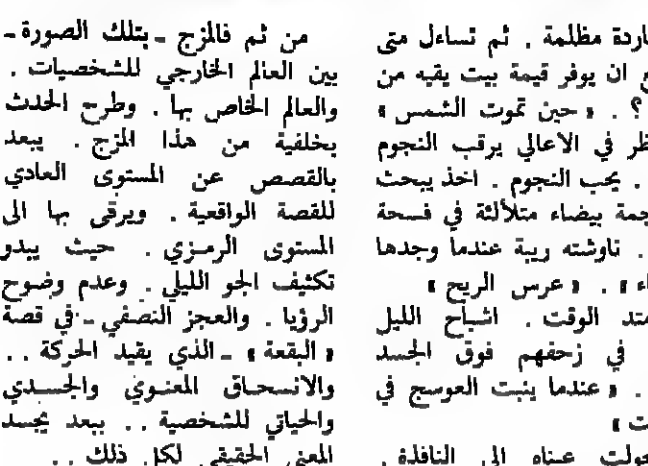 اردة مظلمة . ثم تساءل متى
ان يوفر قيمة بيت يقيه من
؟ . « حين تموت الشمس »
ظر في الاعالي يرقب النجوم
. يحب النجوم . اخذ يبحث
جمة بيضاء متلألئة في فسحة
. ناوشته ريبة عندما وجدها
اء » . « عرس الريح »
متد الوقت . اشباح الليل
في زحفهم فوق الجسد
. « عندما ينبت العوسج في
ت »
حولت عيناه الى النافذة .
من ثم فالمزج - بتلك الصورة -
بين العالم الخارجي للشخصيات .
والعالم الخاص بها . وطرح الحدث
بخلفية من هذا المزج . يبعد
بالقصص عن المستوى العادي
للقصة الواقعية . ويرقى بها الى
المستوى الرمزي . حيث يبدو
تكثيف الجو الليلي . وعدم وضوح
الرؤيا . والعجز النصفي - في قصة
« البقعة » - الذي يقيد الحركة . .
والانسحاق المعنوي والجسدي
والحياتي للشخصية . . ببعد يجسد
المعنى الحقيقي لكل ذلك . .